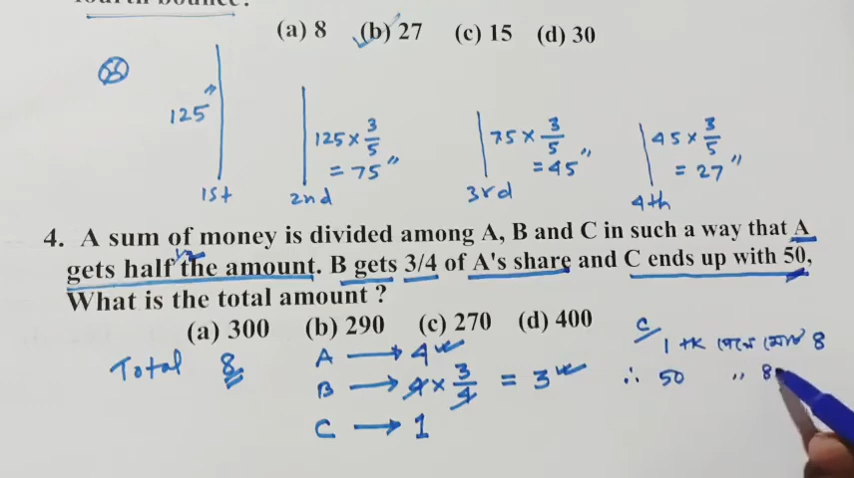 (a) 8 (b) 27 (c) 15 (d) 30
125"
1st
125 × 3/5
= 75"
2nd
75 × 3/5
= 45"
3rd
45 × 3/5
= 27"
4th
4. A sum of money is divided among A, B and C in such a way that A
1/2
gets half the amount. B gets 3/4 of A's share and C ends up with 50,
What is the total amount ?
(a) 300 (b) 290 (c) 270 (d) 400
Total 8
A → 4
B → 4 × 3/4 = 3
C → 1
C
1 TK পেলে মোট 8
∴ 50 " 8